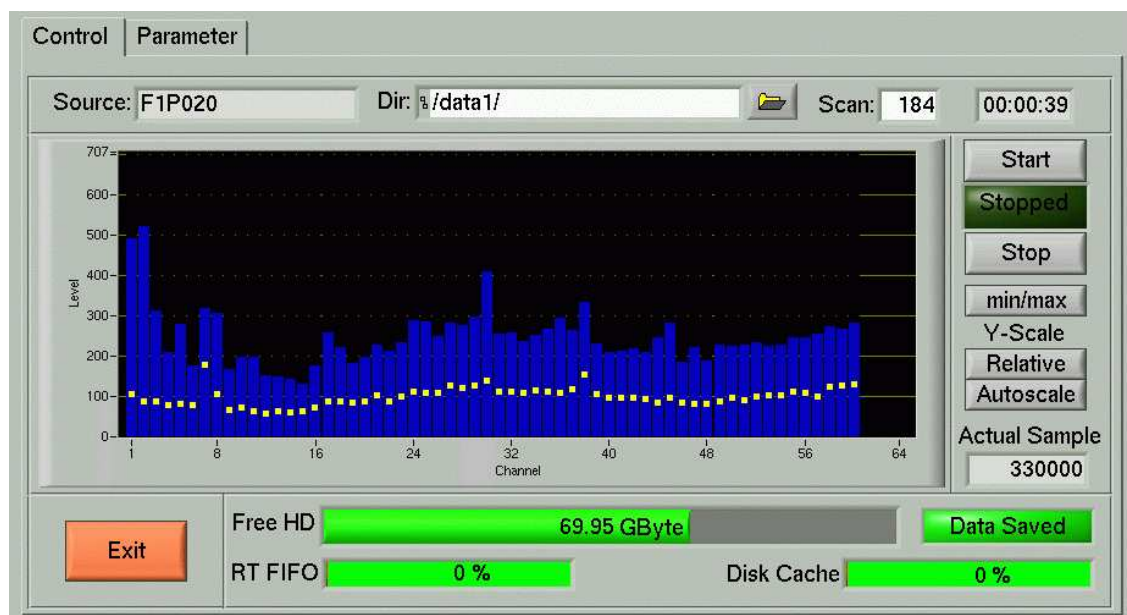 Control Parameter
Source: F1P020 Dir: /data1/ Scan: 184 00:00:39
707
600
500
400
300
200
100
0
Level
1 8 16 24 32 40 48 56 64
Channel
Start
Stopped
Stop
min/max
Y-Scale
Relative
Autoscale
Actual Sample
330000
Exit
Free HD 69.95 GByte Data Saved
RT FIFO 0 % Disk Cache 0 %